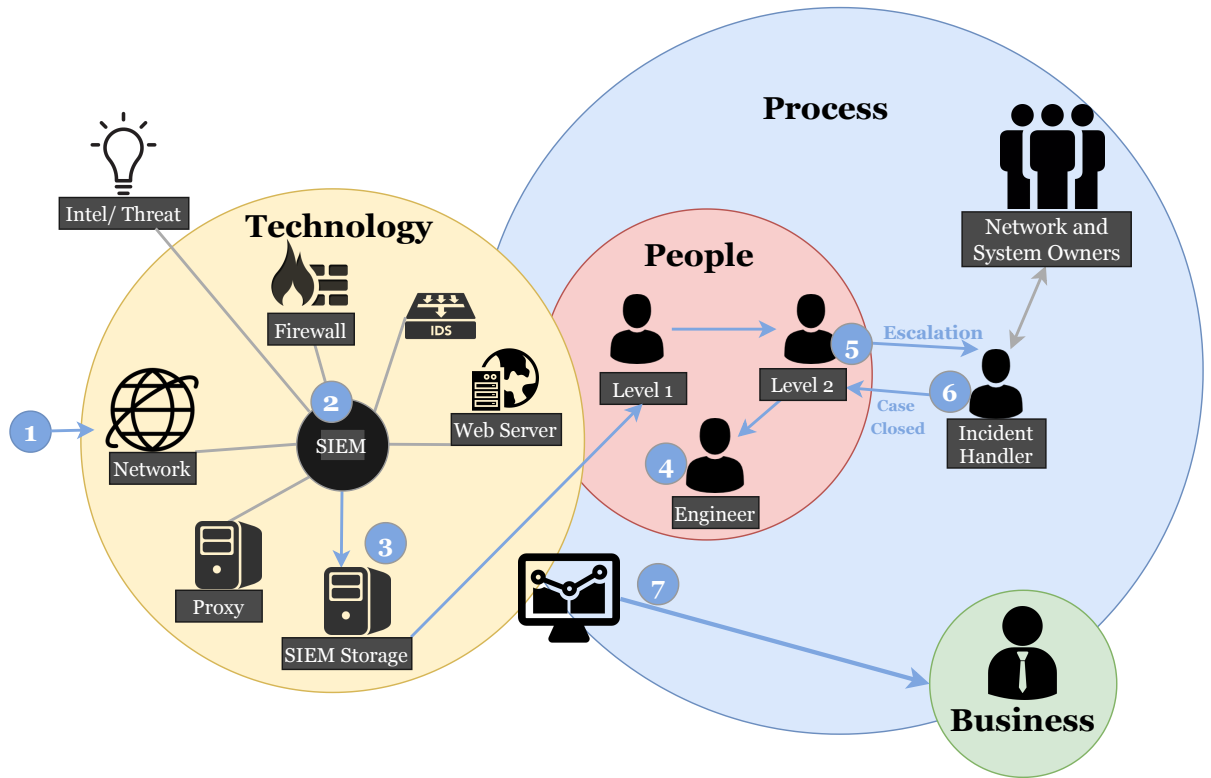 Process
Intel/ Threat
Technology
Network and
System Owners
People
Firewall
IDS
Escalation
5
Level 1
Level 2
6
Case
Closed
2
1
SIEM
Web Server
Incident
Handler
Network
4
Engineer
3
Proxy
SIEM Storage
7
Business